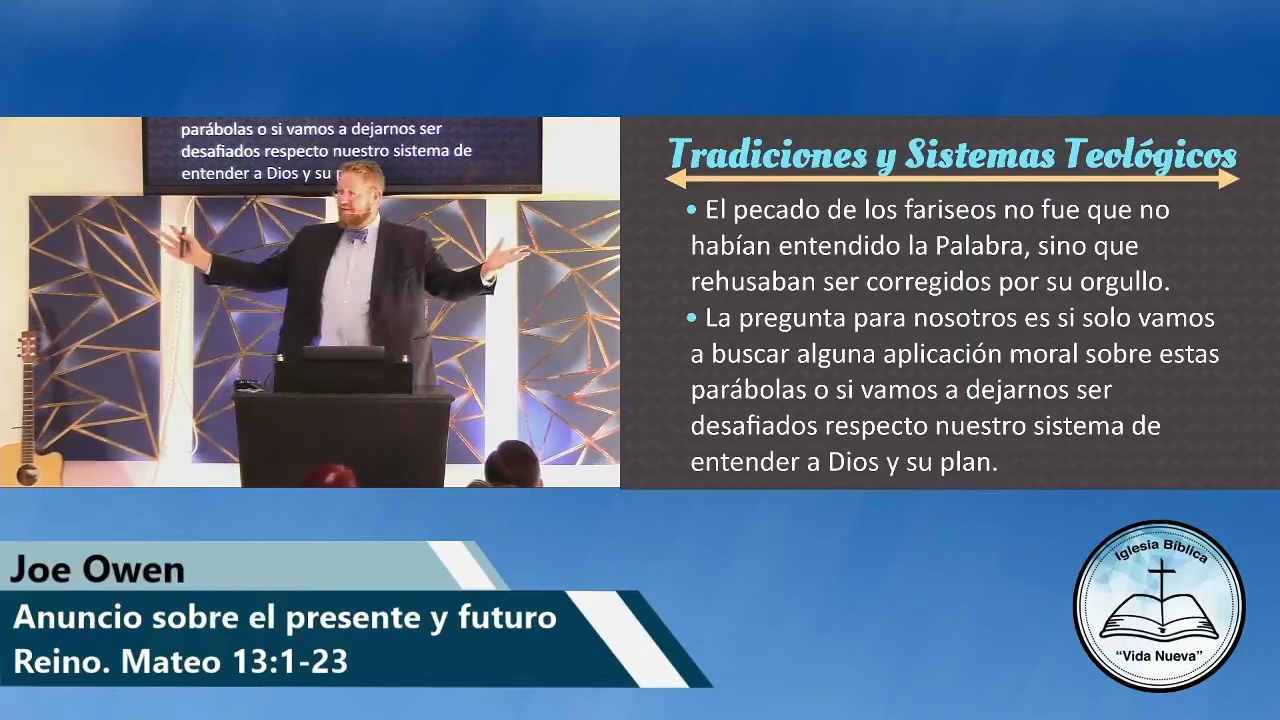 parábolas o si vamos a dejarnos ser
desafiados respecto nuestro sistema de
entender a Dios y su
Tradiciones y Sistemas Teológicos
• El pecado de los fariseos no fue que no
habían entendido la Palabra, sino que
rehusaban ser corregidos por su orgullo.
• La pregunta para nosotros es si solo vamos
a buscar alguna aplicación moral sobre estas
parábolas o si vamos a dejarnos ser
desafiados respecto nuestro sistema de
entender a Dios y su plan.
Joe Owen
Anuncio sobre el presente y futuro
Reino. Mateo 13:1-23
Iglesia Bíblica
“Vida Nueva”